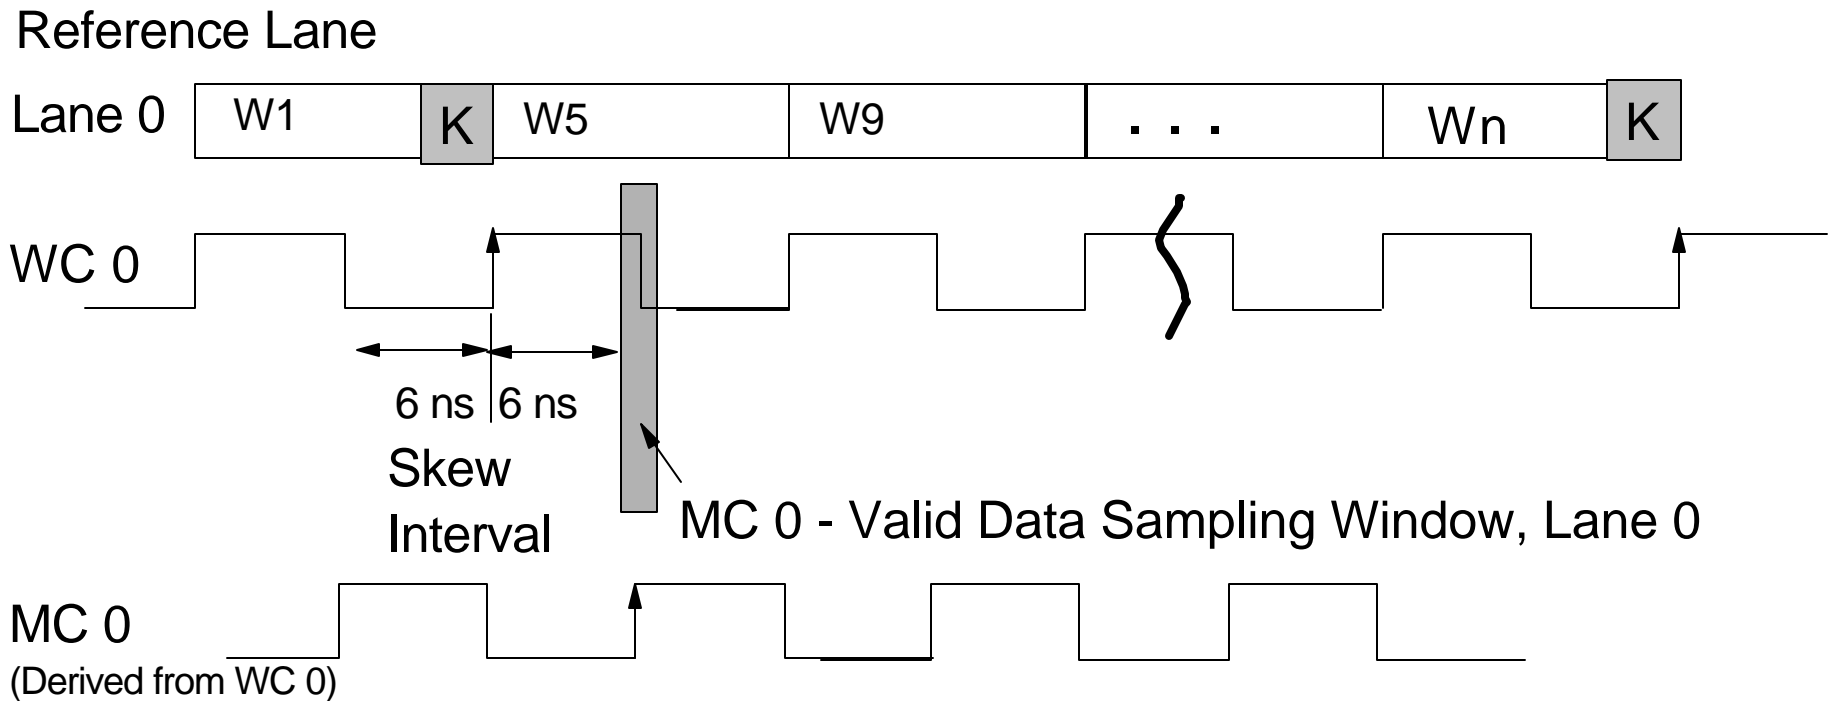 Reference Lane
Lane 0 W1 K W5 W9 . . . Wn K
WC 0
6 ns 6 ns
Skew
Interval
MC 0 - Valid Data Sampling Window, Lane 0
MC 0
(Derived from WC 0)